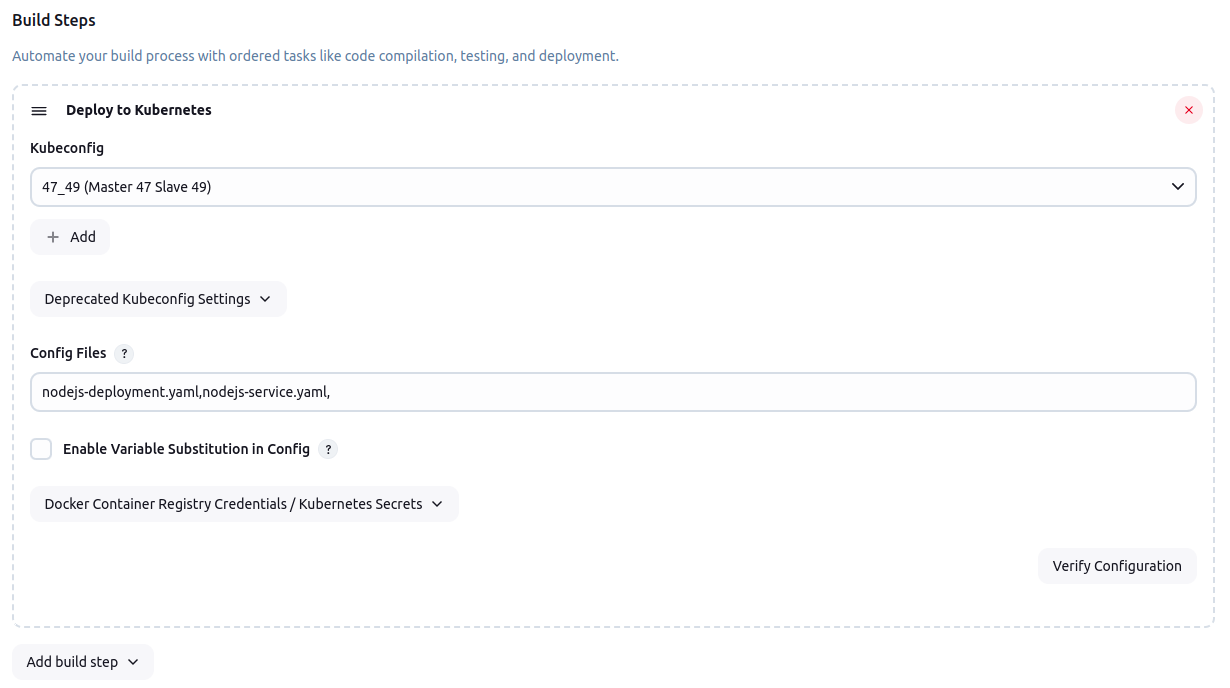 Build Steps
Automate your build process with ordered tasks like code compilation, testing, and deployment.
Deploy to Kubernetes
Kubeconfig
47_49 (Master 47 Slave 49)
Add
Deprecated Kubeconfig Settings
Config Files ?
nodejs-deployment.yaml,nodejs-service.yaml,
Enable Variable Substitution in Config ?
Docker Container Registry Credentials / Kubernetes Secrets
Verify Configuration
Add build step